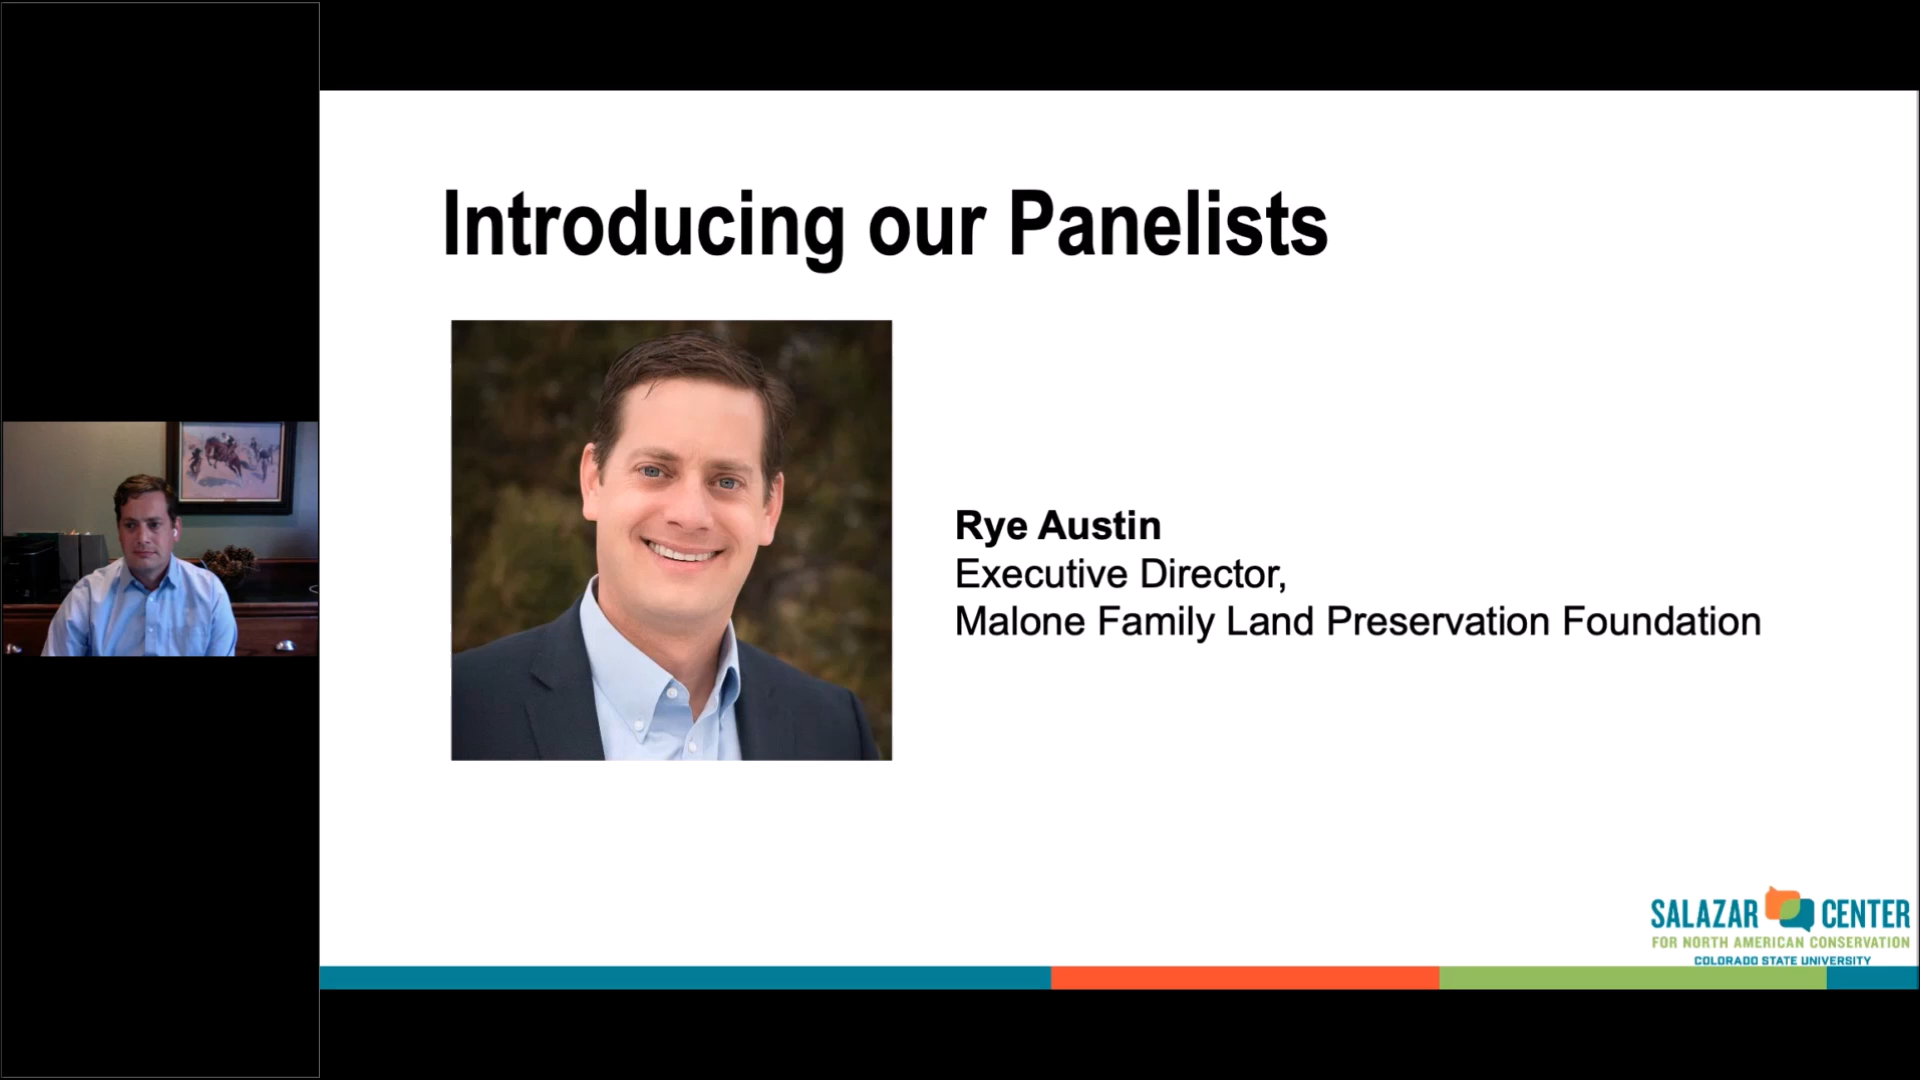 Introducing our Panelists
Rye Austin
Executive Director,
Malone Family Land Preservation Foundation
SALAZAR CENTER
FOR NORTH AMERICAN CONSERVATION
COLORADO STATE UNIVERSITY